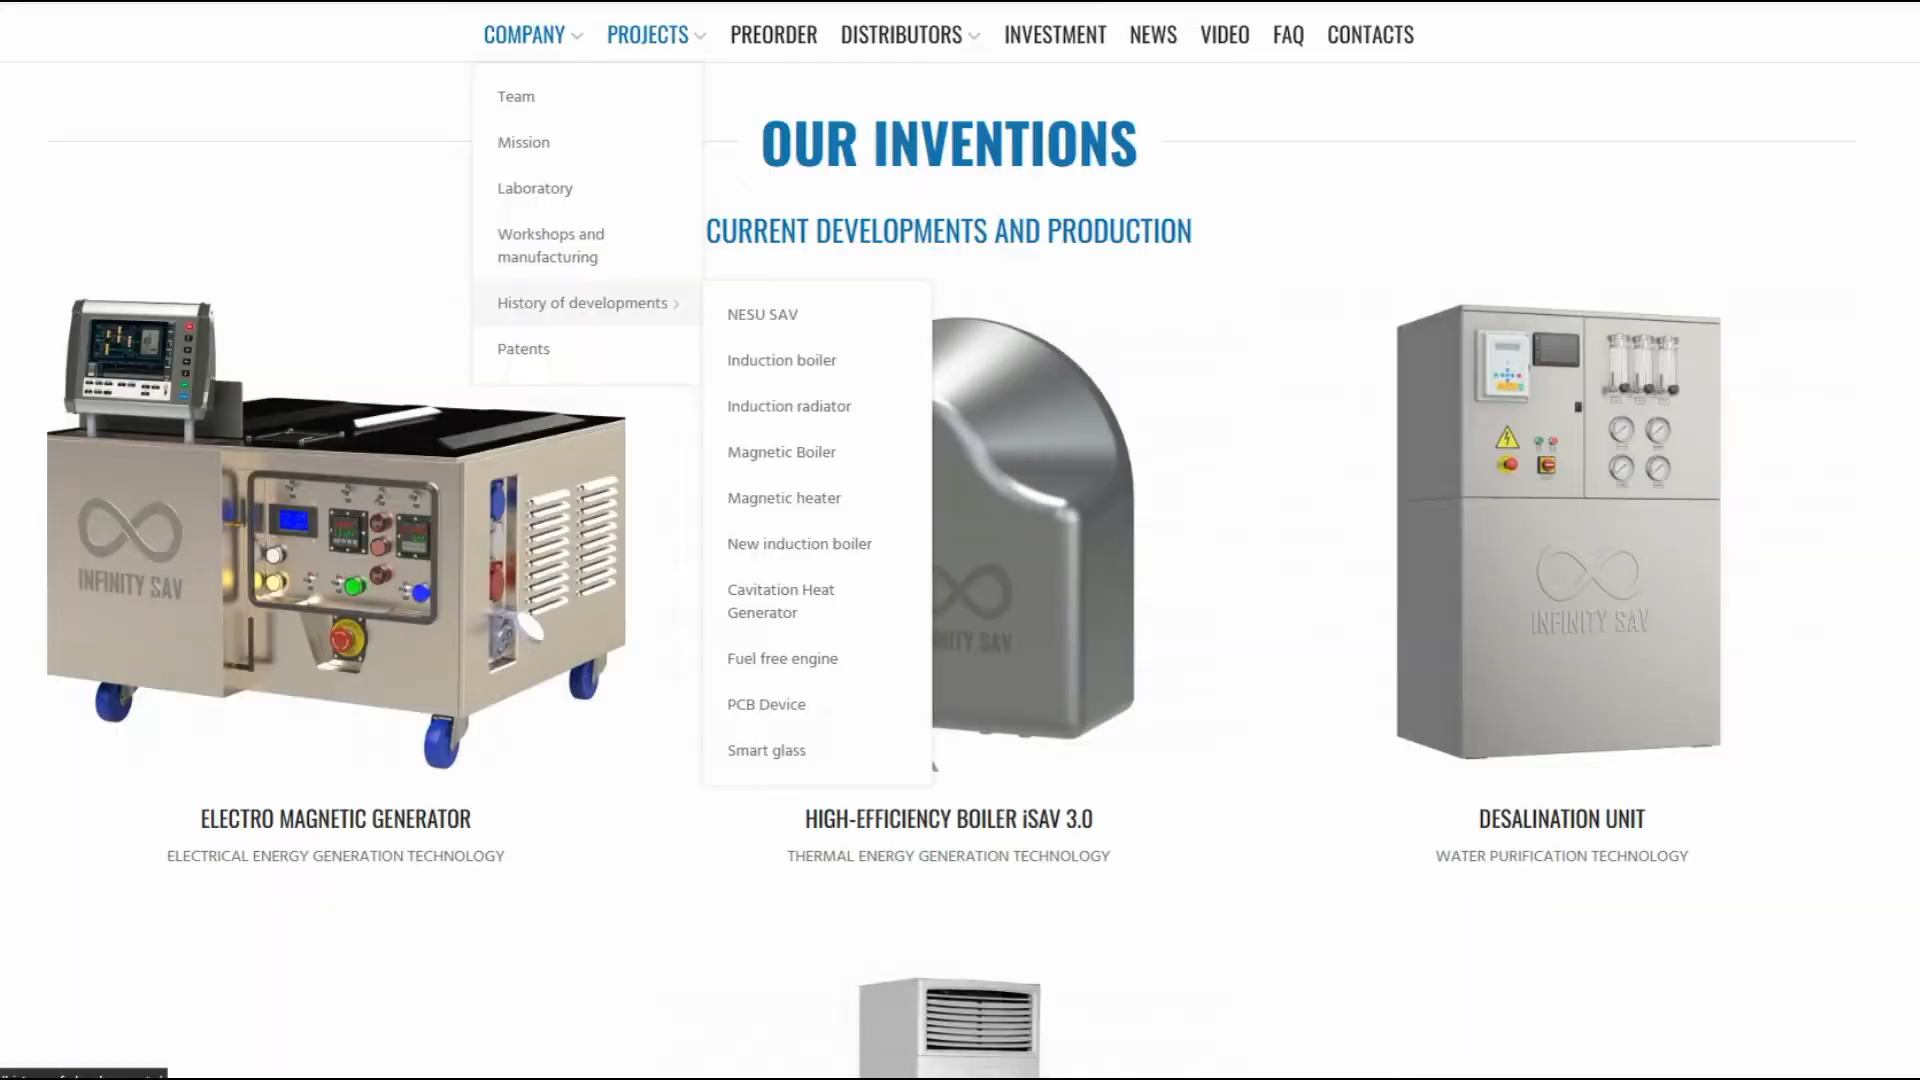 COMPANY PROJECTS PREORDER DISTRIBUTORS INVESTMENT NEWS VIDEO FAQ CONTACTS
Team
Mission
Laboratory
Workshops and
manufacturing
History of developments
Patents
NESU SAV
Induction boiler
Induction radiator
Magnetic Boiler
Magnetic heater
New induction boiler
Cavitation Heat
Generator
Fuel free engine
PCB Device
Smart glass
OUR INVENTIONS
CURRENT DEVELOPMENTS AND PRODUCTION
INFINITY SAV
INFINITY SAV
ELECTRO MAGNETIC GENERATOR
ELECTRICAL ENERGY GENERATION TECHNOLOGY
HIGH-EFFICIENCY BOILER iSAV 3.0
THERMAL ENERGY GENERATION TECHNOLOGY
DESALINATION UNIT
WATER PURIFICATION TECHNOLOGY